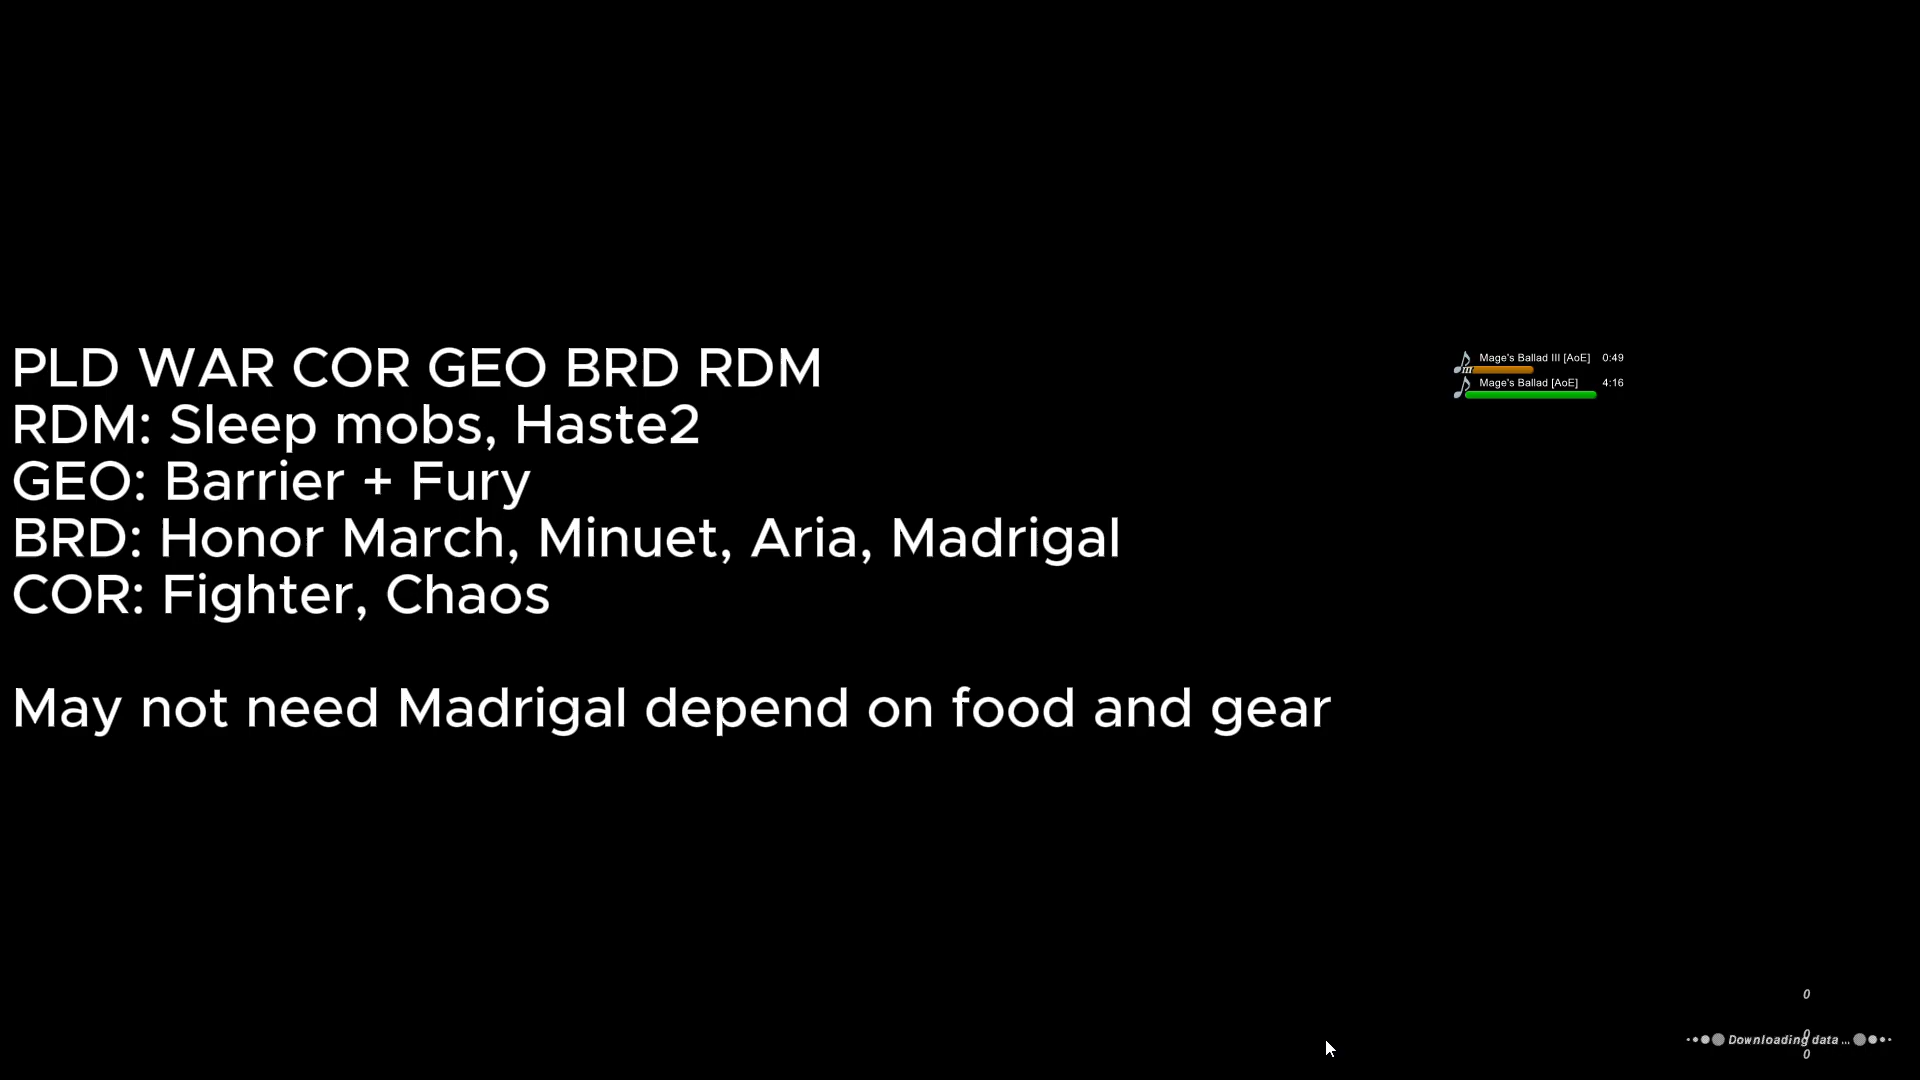 PLD WAR COR GEO BRD RDM
RDM: Sleep mobs, Haste2
GEO: Barrier + Fury
BRD: Honor March, Minuet, Aria, Madrigal
COR: Fighter, Chaos
May not need Madrigal depend on food and gear
Mage's Ballad III [AoE] 0:49
III
Mage's Ballad [AoE] 4:16
0
0
Downloading data ...
0